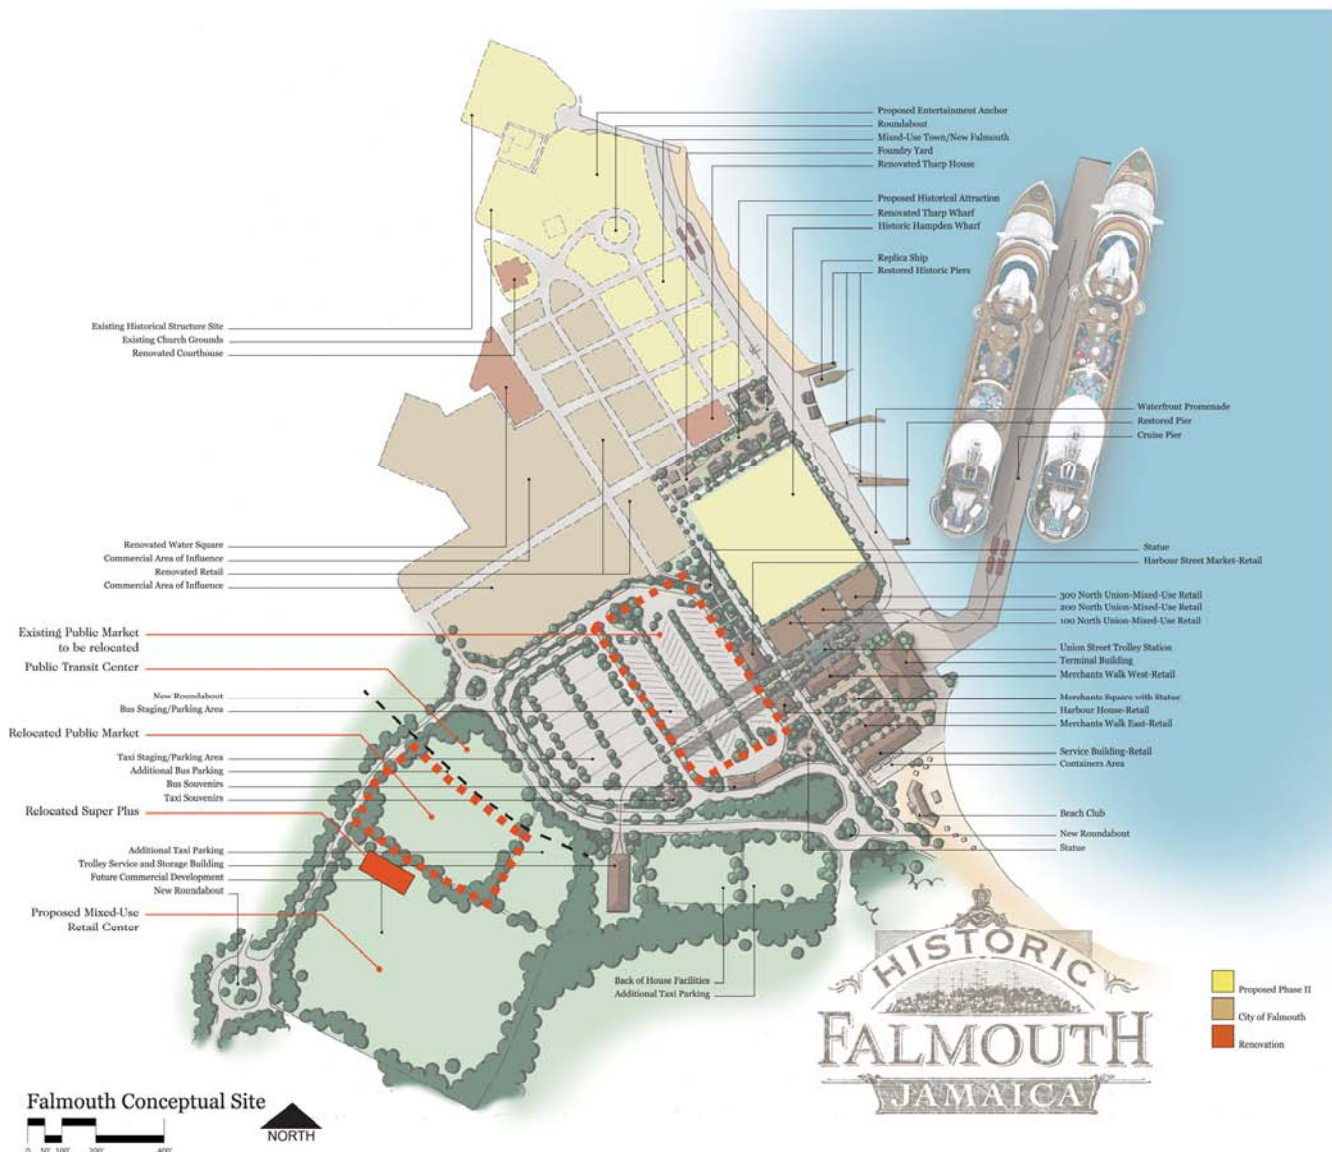 Proposed Entertainment Anchor
Roundabout
Mixed-Use Town/New Falmouth
Foundry Yard
Renovated Tharp House
Proposed Historical Attraction
Renovated Tharp Wharf
Historic Hampden Wharf
Replica Ship
Restored Historic Piers
Existing Historical Structure Site
Existing Church Grounds
Renovated Courthouse
Waterfront Promenade
Restored Pier
Cruise Pier
Renovated Water Square
Commercial Area of Influence
Renovated Retail
Commercial Area of Influence
Statue
Harbour Street Market-Retail
300 North Union-Mixed-Use Retail
200 North Union-Mixed-Use Retail
100 North Union-Mixed-Use Retail
Existing Public Market
to be relocated
Public Transit Center
Union Street Trolley Station
Terminal Building
Merchants Walk West-Retail
New Roundabout
Bus Staging/Parking Area
Merchants Square with Statue
Harbour House-Retail
Merchants Walk East-Retail
Relocated Public Market
Taxi Staging/Parking Area
Additional Bus Parking
Bus Souvenirs
Taxi Souvenirs
Service Building-Retail
Containers Area
Relocated Super Plus
Beach Club
New Roundabout
Statue
Additional Taxi Parking
Trolley Service and Storage Building
Future Commercial Development
New Roundabout
Proposed Mixed-Use
Retail Center
Back of House Facilities
Additional Taxi Parking
HISTORIC
FALMOUTH
JAMAICA
Proposed Phase II
City of Falmouth
Renovation
Falmouth Conceptual Site
NORTH
0 50' 100' 200' 400'